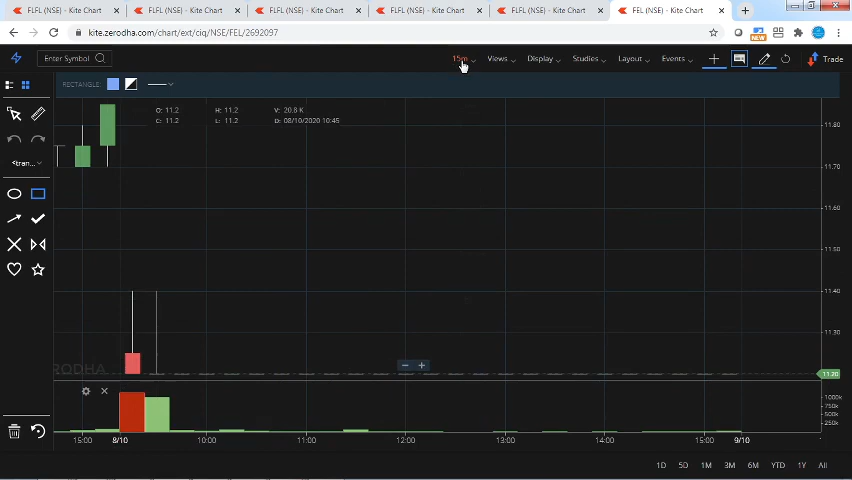 FLFL (NSE) - Kite Chart
FLFL (NSE) - Kite Chart
FLFL (NSE) - Kite Chart
FLFL (NSE) - Kite Chart
FLFL (NSE) - Kite Chart
FEL (NSE) - Kite Chart
kite.zerodha.com/chart/ext/ciq/NSE/FEL/2692097
NEW
Enter Symbol
15m
Views
Display
Studies
Layout
Events
Trade
RECTANGLE:
O: 11.2 H: 11.2 V: 20.8 K
C: 11.2 L: 11.2 D: 08/10/2020 10:45
<tran...
11.80
11.70
11.60
11.50
11.40
11.30
11.20
ERODHA
1000k
750k
500k
250k
15:00 8/10 10:00 11:00 12:00 13:00 14:00 15:00 9/10
1D 5D 1M 3M 6M YTD 1Y All